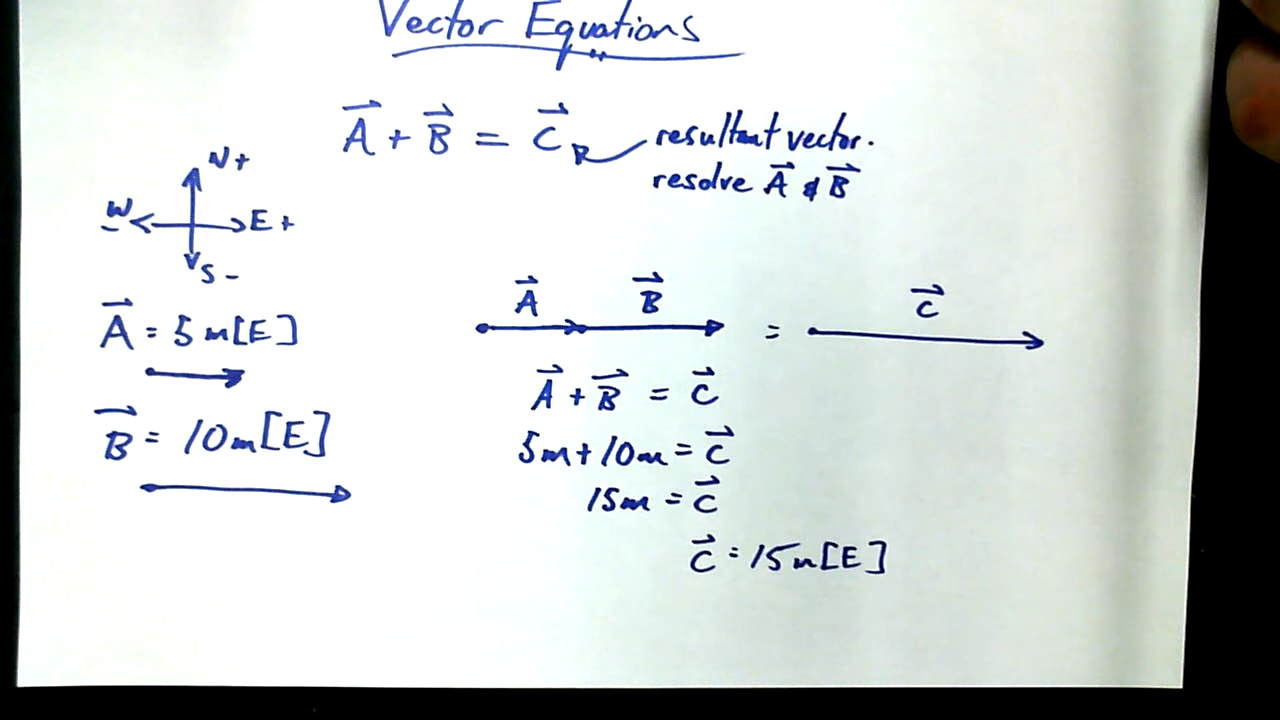 Vector Equations
A⃗ + B⃗ = C⃗R resultant vector.
resolve A⃗ & B⃗
N+
W
- E +
S -
A⃗ = 5m[E]
B⃗ = 10m[E]
A⃗ B⃗ = C⃗
A⃗ + B⃗ = C⃗
5m + 10m = C⃗
15m = C⃗
C⃗ = 15m[E]